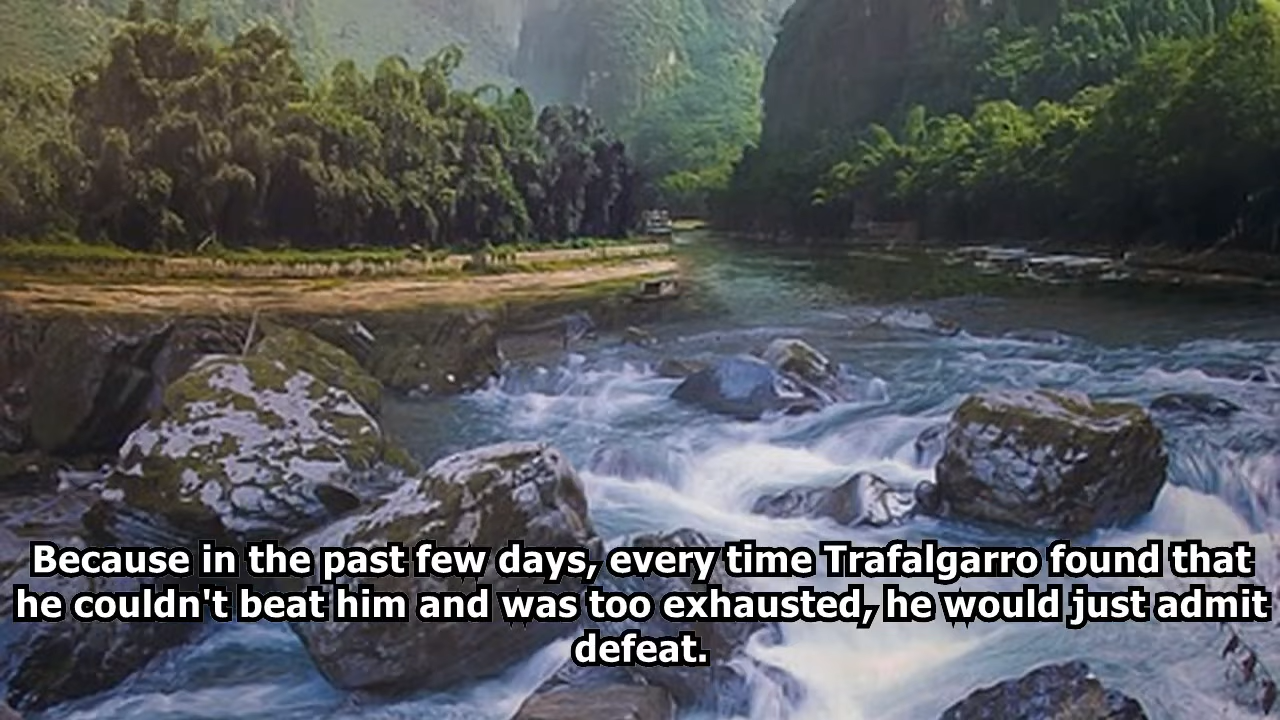 Because in the past few days, every time Trafalgarro found that
he couldn't beat him and was too exhausted, he would just admit
defeat.